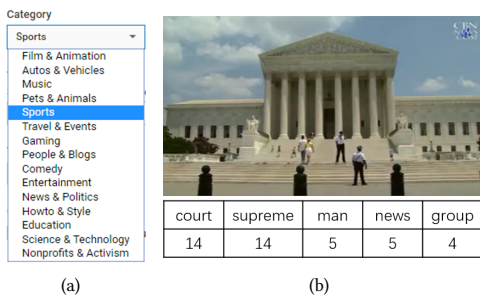 Category
Sports
Film & Animation
Autos & Vehicles
Music
Pets & Animals
Sports
Travel & Events
Gaming
People & Blogs
Comedy
Entertainment
News & Politics
Howto & Style
Education
Science & Technology
Nonprofits & Activism
(a)
CBN
court supreme man news group
14 14 5 5 4
(b)